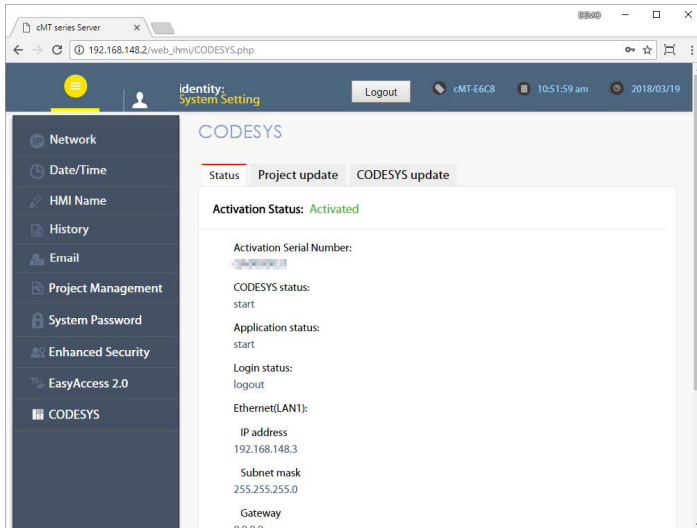 DEMO
cMT series Server
192.168.148.2/web_ihmi/CODESYS.php
identity:
System Setting
Logout
cMT-E6C8
10:51:59 am
2018/03/19
IP Network
Date/Time
HMI Name
History
Email
Project Management
System Password
Enhanced Security
EasyAccess 2.0
CODESYS
CODESYS
Status Project update CODESYS update
Activation Status: Activated
Activation Serial Number:
CODESYS status:
start
Application status:
start
Login status:
logout
Ethernet(LAN1):
IP address
192.168.148.3
Subnet mask
255.255.255.0
Gateway